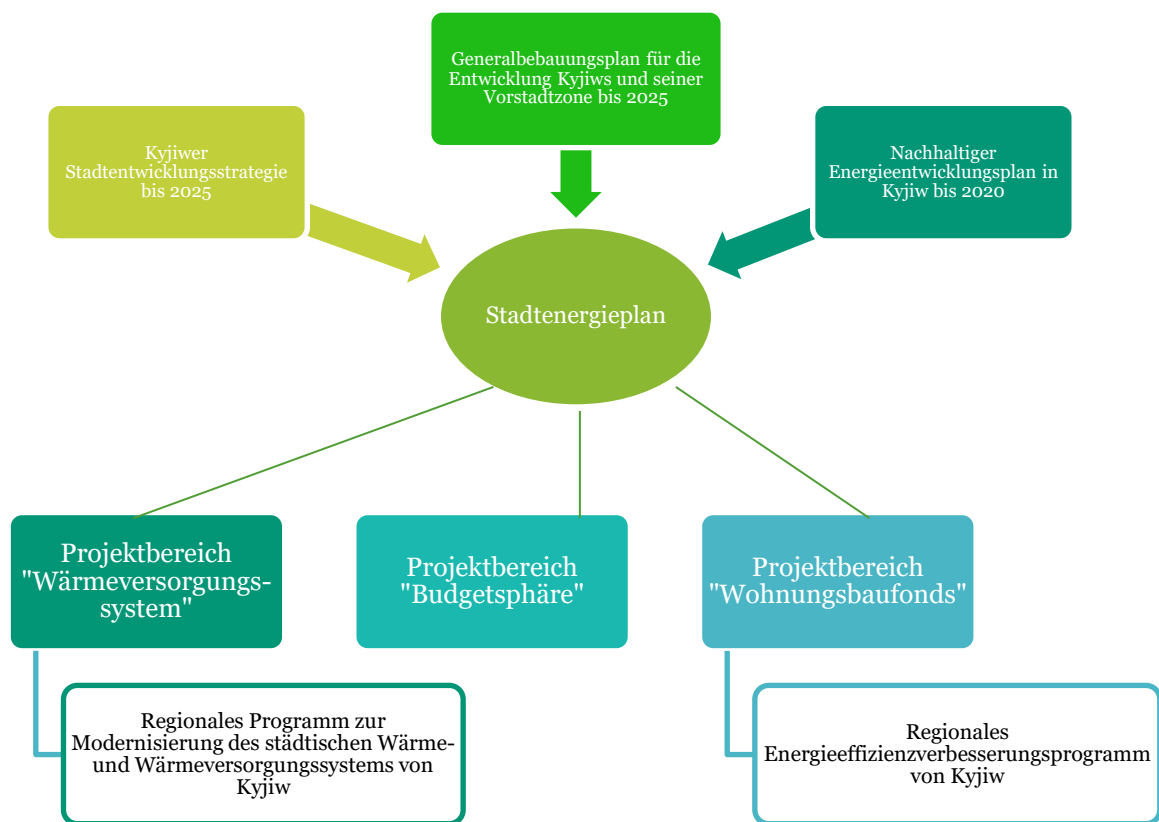 Generalbebauungsplan für die
Entwicklung Kyjiws und seiner
Vorstadtzone bis 2025
Kyjiwer
Stadtentwicklungsstrategie
bis 2025
Nachhaltiger
Energieentwicklungsplan in
Kyjiw bis 2020
Stadtenergieplan
Projektbereich
"Wärmeversorgungs-
system"
Projektbereich
"Budgetsphäre"
Projektbereich
"Wohnungsbaufonds"
Regionales Programm zur
Modernisierung des städtischen Wärme-
und Wärmeversorgungssystems von
Kyjiw
Regionales
Energieeffizienzverbesserungsprogramm
von Kyjiw